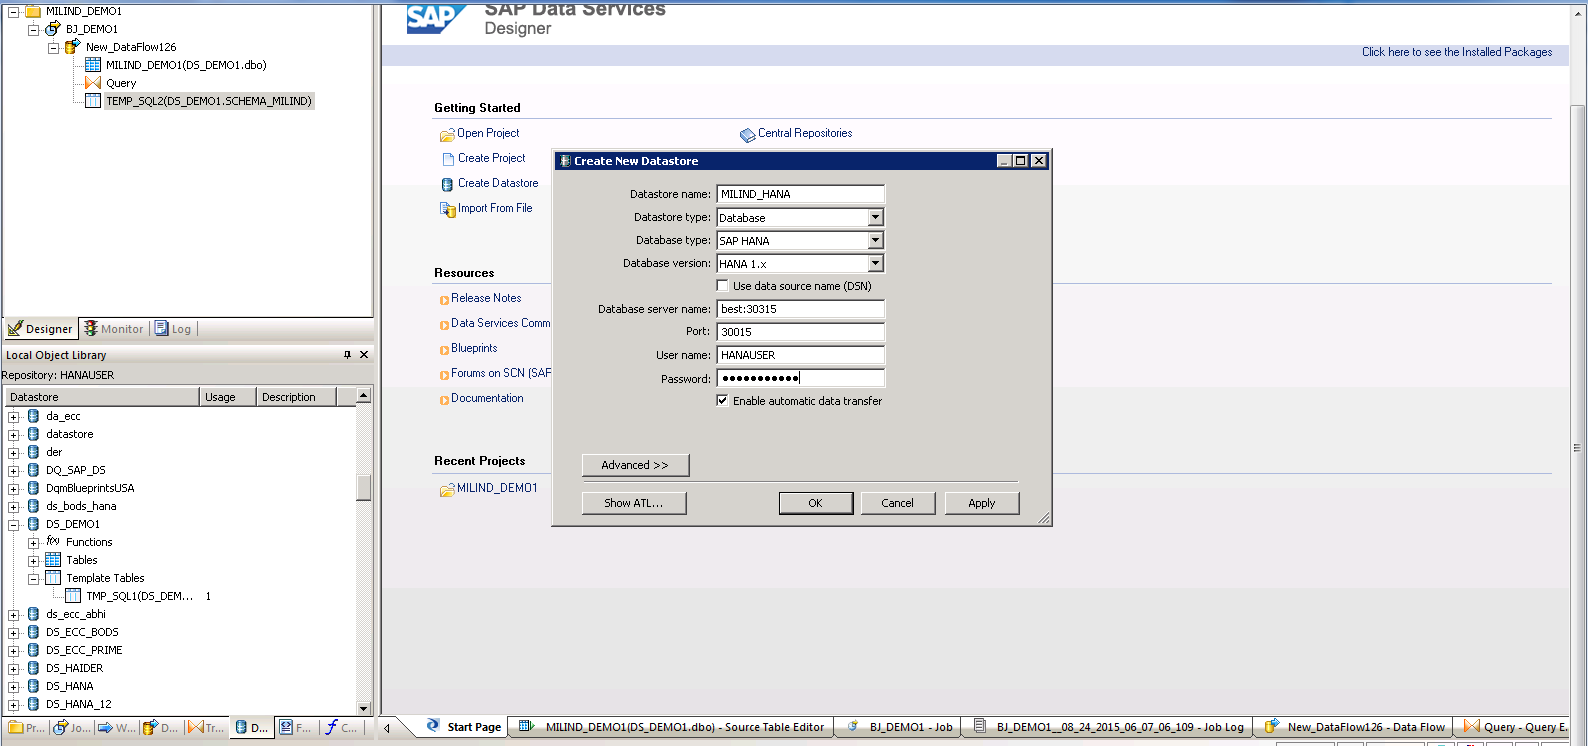 MILIND_DEMO1
BJ_DEMO1
New_DataFlow126
MILIND_DEMO1(DS_DEMO1.dbo)
Query
TEMP_SQL2(DS_DEMO1.SCHEMA_MILIND)
Designer
Monitor
Log
Local Object Library
Repository: HANAUSER
Datastore Usage Description
da_ecc
datastore
der
DQ_SAP_DS
DqmBlueprintsUSA
ds_bods_hana
DS_DEMO1
f(x) Functions
Tables
Template Tables
TMP_SQL1(DS_DEM... 1
ds_ecc_abhi
DS_ECC_BODS
DS_ECC_PRIME
DS_HAIDER
DS_HANA
DS_HANA_12
Pr... Jo... W... D... Tr... D... F... C...
SAP SAP Data Services
Designer
Click here to see the Installed Packages
Getting Started
Open Project
Central Repositories
Create Project
Create Datastore
Import From File
Resources
Release Notes
Data Services Comm
Blueprints
Forums on SCN (SAP
Documentation
Recent Projects
MILIND_DEMO1
Create New Datastore
Datastore name: MILIND_HANA
Datastore type: Database
Database type: SAP HANA
Database version: HANA 1.x
Use data source name (DSN)
Database server name: best:30315
Port: 30015
User name: HANAUSER
Password: ●●●●●●●●●●●
Enable automatic data transfer
Advanced >>
Show ATL... OK Cancel Apply
Start Page
MILIND_DEMO1(DS_DEMO1.dbo) - Source Table Editor
BJ_DEMO1 - Job
BJ_DEMO1__08_24_2015_06_07_06_109 - Job Log
New_DataFlow126 - Data Flow
Query - Query E.